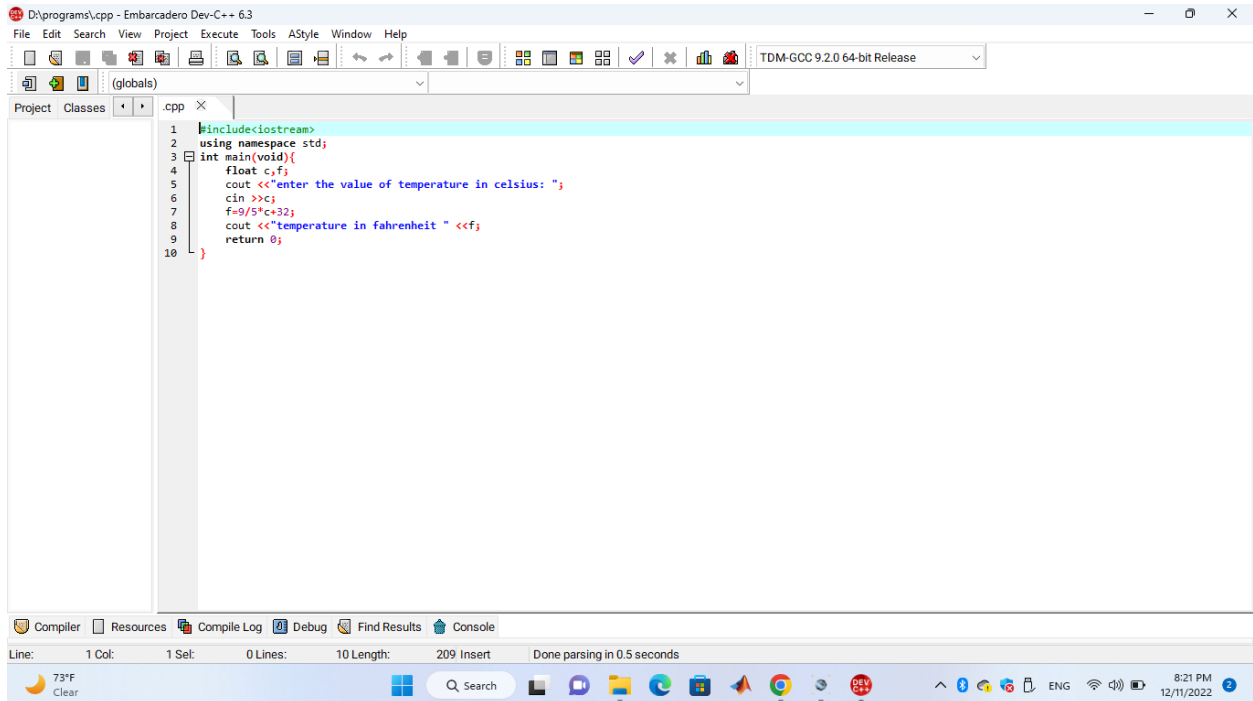 D:\programs\.cpp - Embarcadero Dev-C++ 6.3
File Edit Search View Project Execute Tools AStyle Window Help
TDM-GCC 9.2.0 64-bit Release
(globals)
Project Classes .cpp
1 #include<iostream>
2 using namespace std;
3 int main(void){
4 float c,f;
5 cout <<"enter the value of temperature in celsius: ";
6 cin >>c;
7 f=9/5*c+32;
8 cout <<"temperature in fahrenheit " <<f;
9 return 0;
10 }
Compiler Resources Compile Log Debug Find Results Console
Line: 1 Col: 1 Sel: 0 Lines: 10 Length: 209 Insert Done parsing in 0.5 seconds
73°F
Clear
Search
DEV C++
ENG
8:21 PM
12/11/2022
2